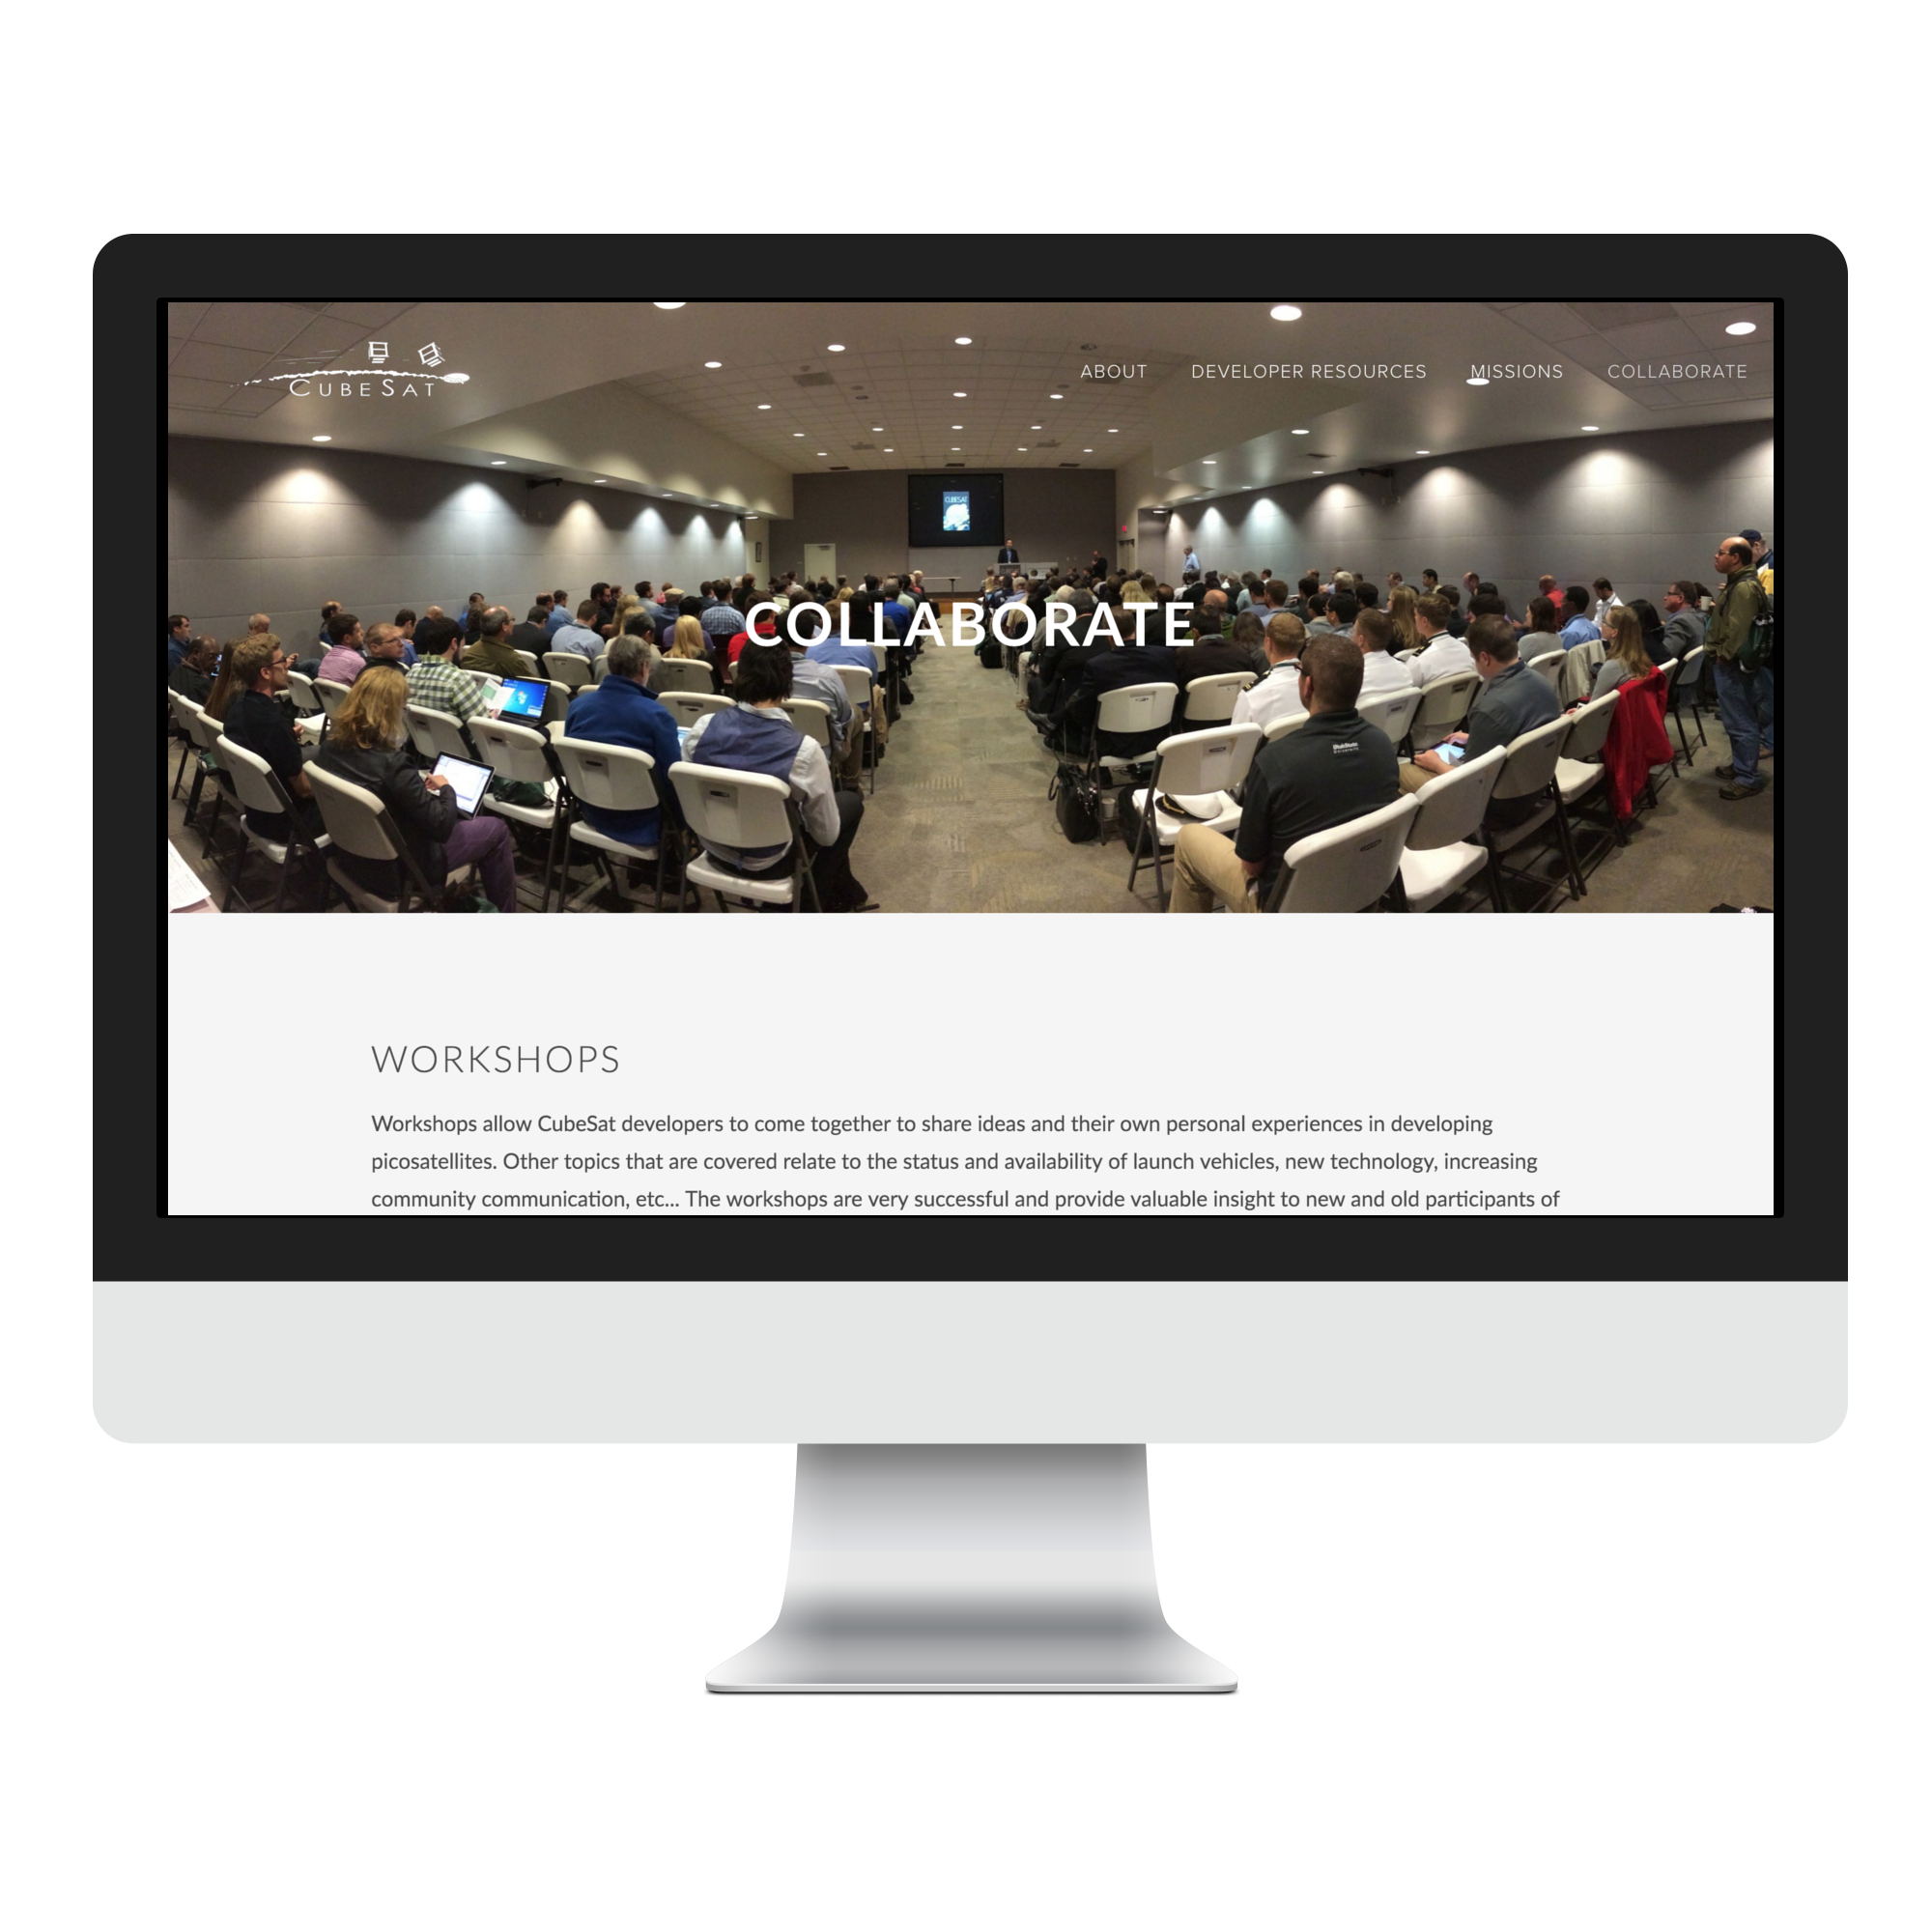 CUBESAT
ABOUT DEVELOPER RESOURCES MISSIONS COLLABORATE
CUBESAT
COLLABORATE
WORKSHOPS
Workshops allow CubeSat developers to come together to share ideas and their own personal experiences in developing
picosatellites. Other topics that are covered relate to the status and availability of launch vehicles, new technology, increasing
community communication, etc... The workshops are very successful and provide valuable insight to new and old participants of